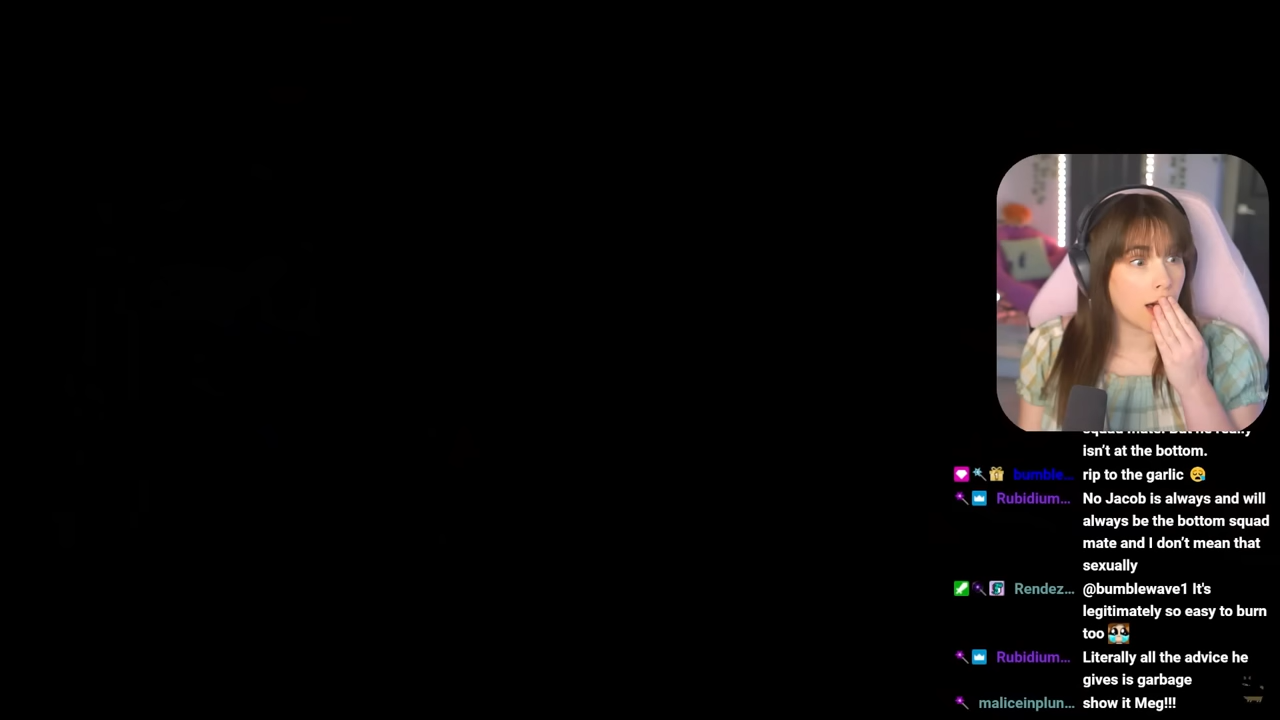 isn't at the bottom.
bumble... rip to the garlic
Rubidium... No Jacob is always and will
always be the bottom squad
mate and I don't mean that
sexually
Rendez... @bumblewave1 It's
legitimately so easy to burn
too
Rubidium... Literally all the advice he
gives is garbage
maliceinplun... show it Meg!!!